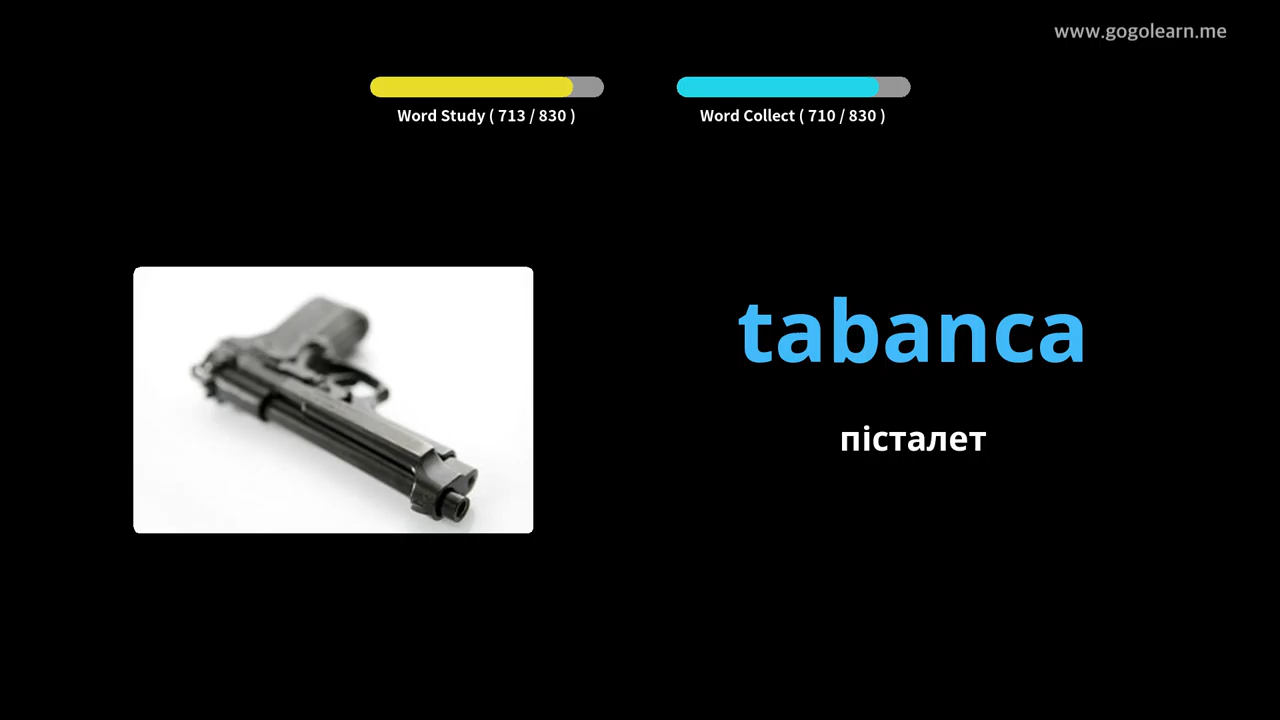 www.gogolearn.me
Word Study ( 713 / 830 )
Word Collect ( 710 / 830 )
tabanca
пісталет